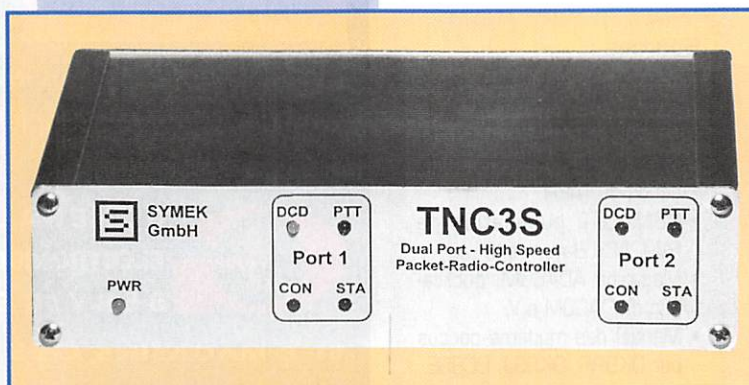 SYMEK
GmbH
PWR
DCD PTT
Port 1
CON STA
TNC3S
Dual Port - High Speed
Packet-Radio-Controller
DCD PTT
Port 2
CON STA